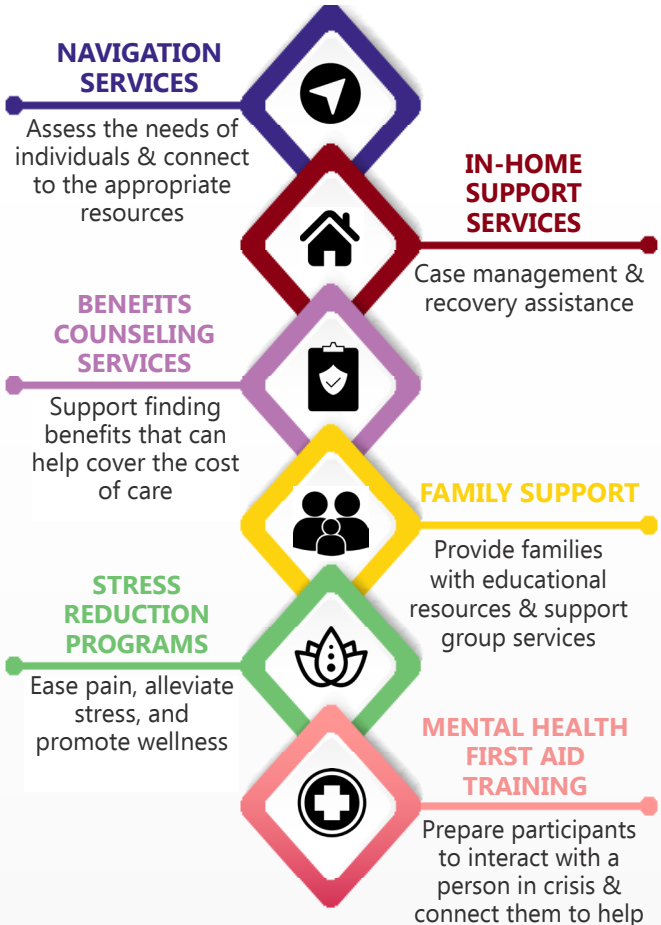 NAVIGATION
SERVICES
Assess the needs of
individuals & connect
to the appropriate
resources
IN-HOME
SUPPORT
SERVICES
Case management &
recovery assistance
BENEFITS
COUNSELING
SERVICES
Support finding
benefits that can
help cover the cost
of care
FAMILY SUPPORT
Provide families
with educational
resources & support
group services
STRESS
REDUCTION
PROGRAMS
Ease pain, alleviate
stress, and
promote wellness
MENTAL HEALTH
FIRST AID
TRAINING
Prepare participants
to interact with a
person in crisis &
connect them to help